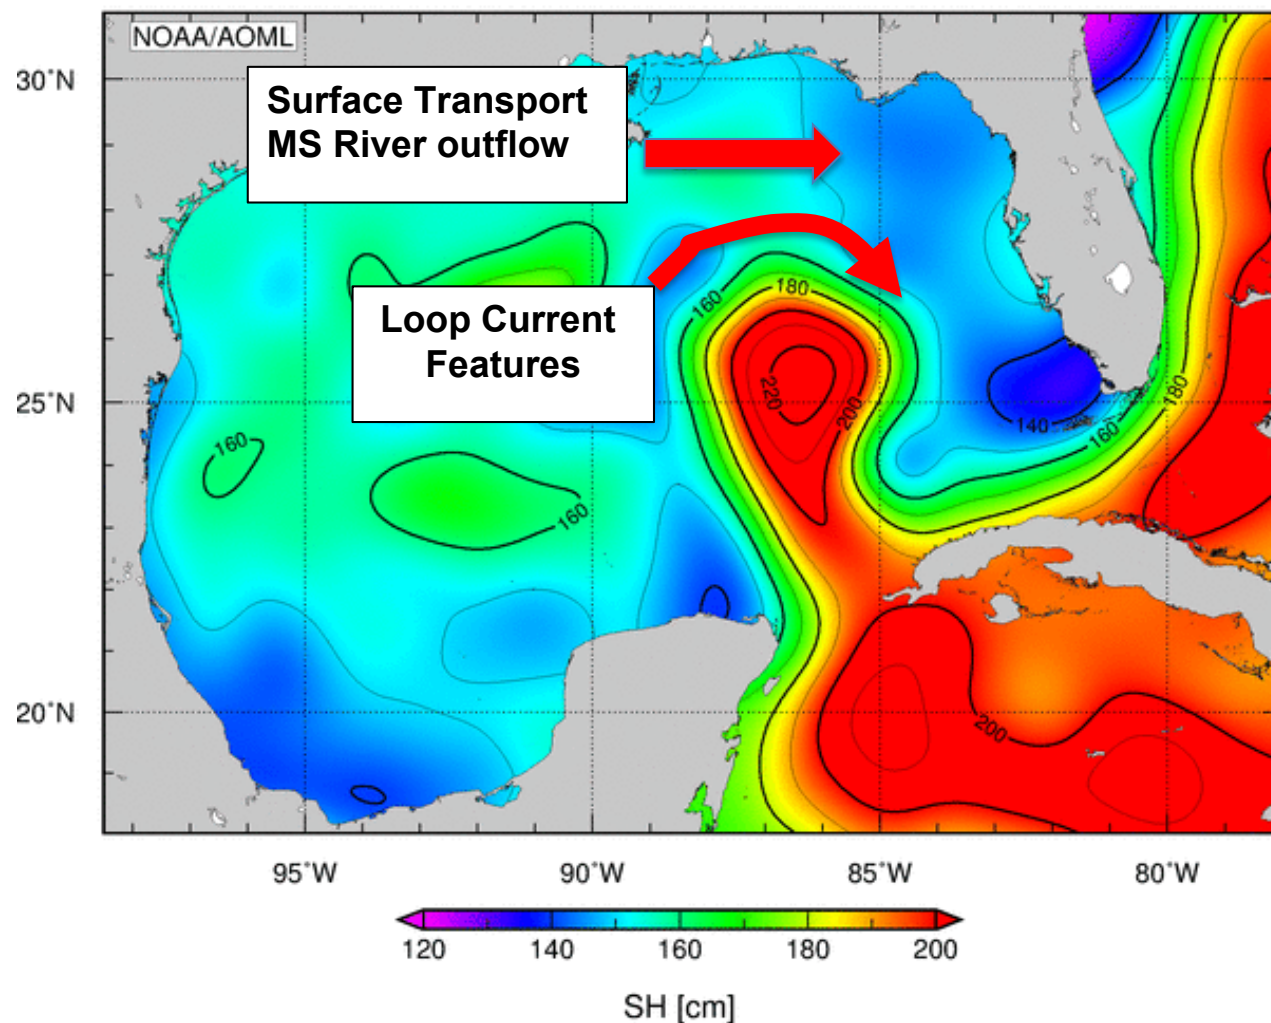 NOAA/AOML
30°N
Surface Transport
MS River outflow
160
180
Loop Current
Features
220
200
180
25°N
140
160
160
160
20°N
200
95°W
90°W
85°W
80°W
120
140
160
180
200
SH [cm]